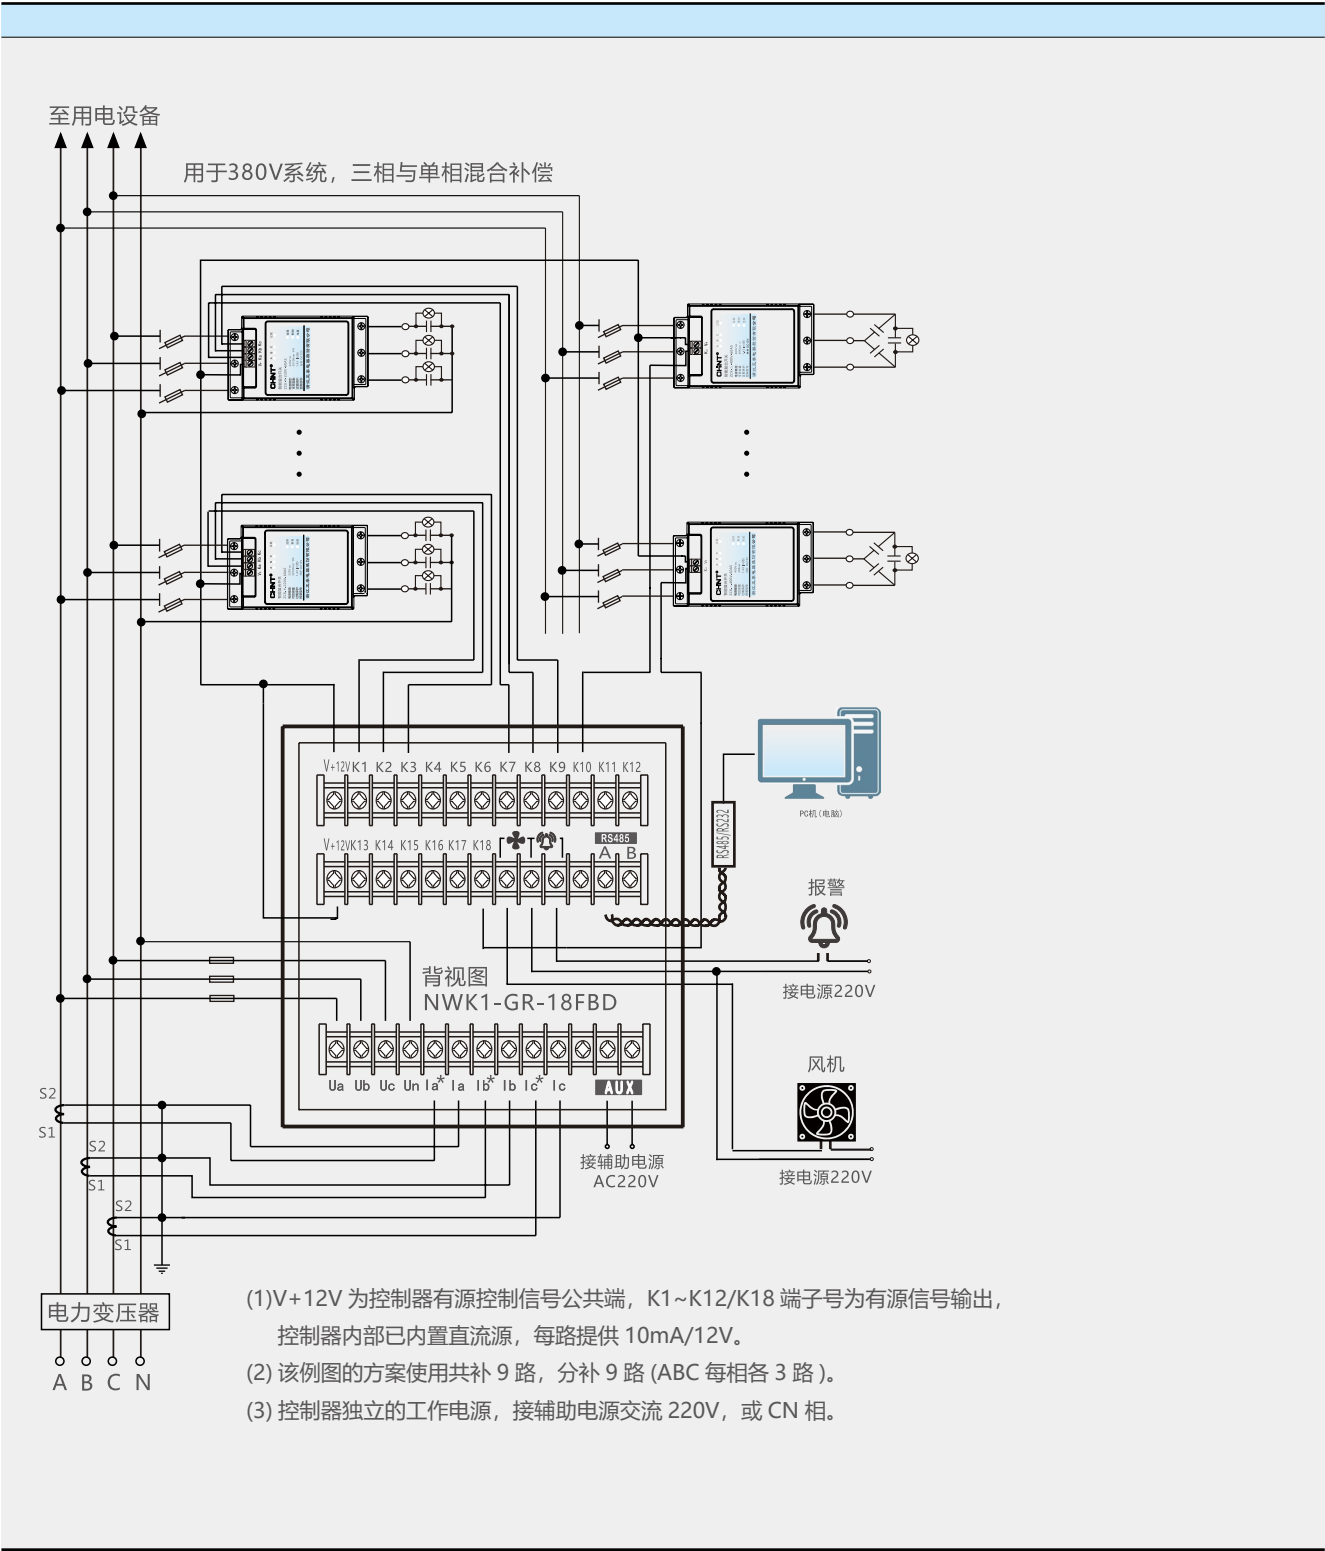 至用电设备
用于380V系统，三相与单相混合补偿
CHNT
CHNT
CHNT
CHNT
V+12V K1 K2 K3 K4 K5 K6 K7 K8 K9 K10 K11 K12
RS485
V+12V K13 K14 K15 K16 K17 K18 A B
RS485/RS232
PC机(电脑)
报警
接电源220V
背视图
NWK1-GR-18FBD
Ua Ub Uc Un Ia* Ia Ib* Ib Ic* Ic AUX
风机
接电源220V
接辅助电源
AC220V
S2
S1
S2
S1
S2
S1
电力变压器
A B C N
(1)V+12V 为控制器有源控制信号公共端，K1~K12/K18 端子号为有源信号输出，
控制器内部已内置直流源，每路提供 10mA/12V。
(2) 该例图的方案使用共补 9 路，分补 9 路 (ABC 每相各 3 路 )。
(3) 控制器独立的工作电源，接辅助电源交流 220V，或 CN 相。